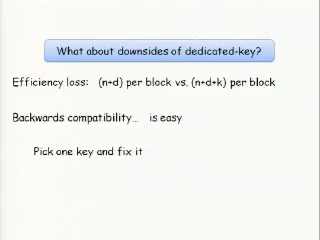 What about downsides of dedicated-key?
Efficiency loss: (n+d) per block vs. (n+d+k) per block
Backwards compatibility... is easy
Pick one key and fix it